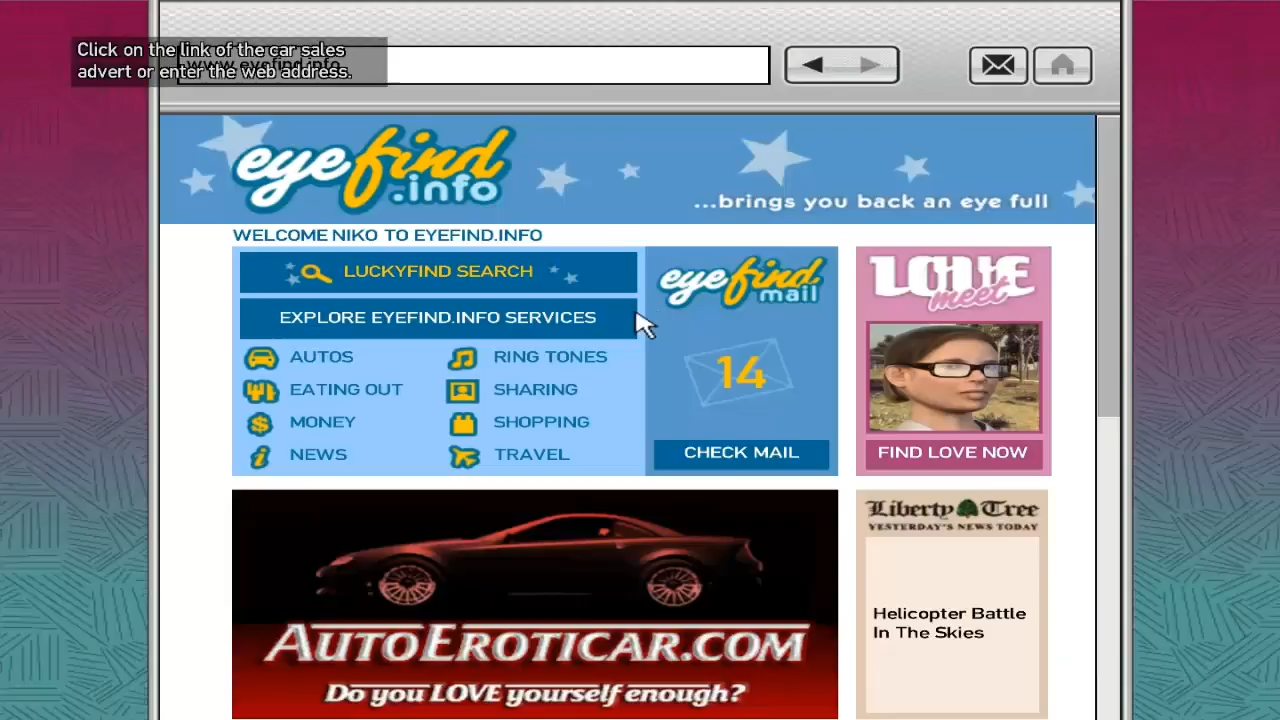 Click on the link of the car sales
advert or enter the web address.
www.eyefind.info
eyefind
.info
...brings you back an eye full
WELCOME NIKO TO EYEFIND.INFO
LUCKYFIND SEARCH
EXPLORE EYEFIND.INFO SERVICES
AUTOS
RING TONES
EATING OUT
SHARING
MONEY
SHOPPING
NEWS
TRAVEL
eyefind
mail
14
CHECK MAIL
LOVE
meet
FIND LOVE NOW
AUTOEROTICAR.COM
Do you LOVE yourself enough?
Liberty Tree
YESTERDAY'S NEWS TODAY
Helicopter Battle
In The Skies